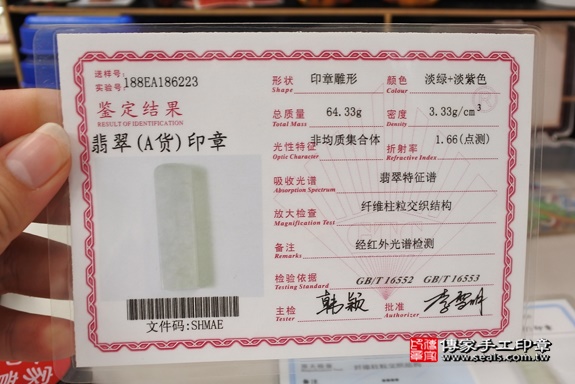 送样号:
实验号:188EA186223
鉴定结果
RESULT OF IDENTIFICATION
翡翠(A货)印章
文件码:SHMAE
形状 印章雕形 颜色 淡绿+淡紫色
Shape Colour
总质量 64.33g 密度 3.33g/cm³
Total Mass Density
光性特征 非均质集合体 折射率 1.66(点测)
Optic Character Refractive Index
吸收光谱 翡翠特征谱
Absorption Spectrum
放大检查 纤维柱粒交织结构
Magnification Test
备注 经红外光谱检测
Remarks
检验依据 GB/T 16552 GB/T 16553
Testing Standard
主检 韩颖 批准
Tester Authorizer
傳家手工印章
www.seals.com.tw